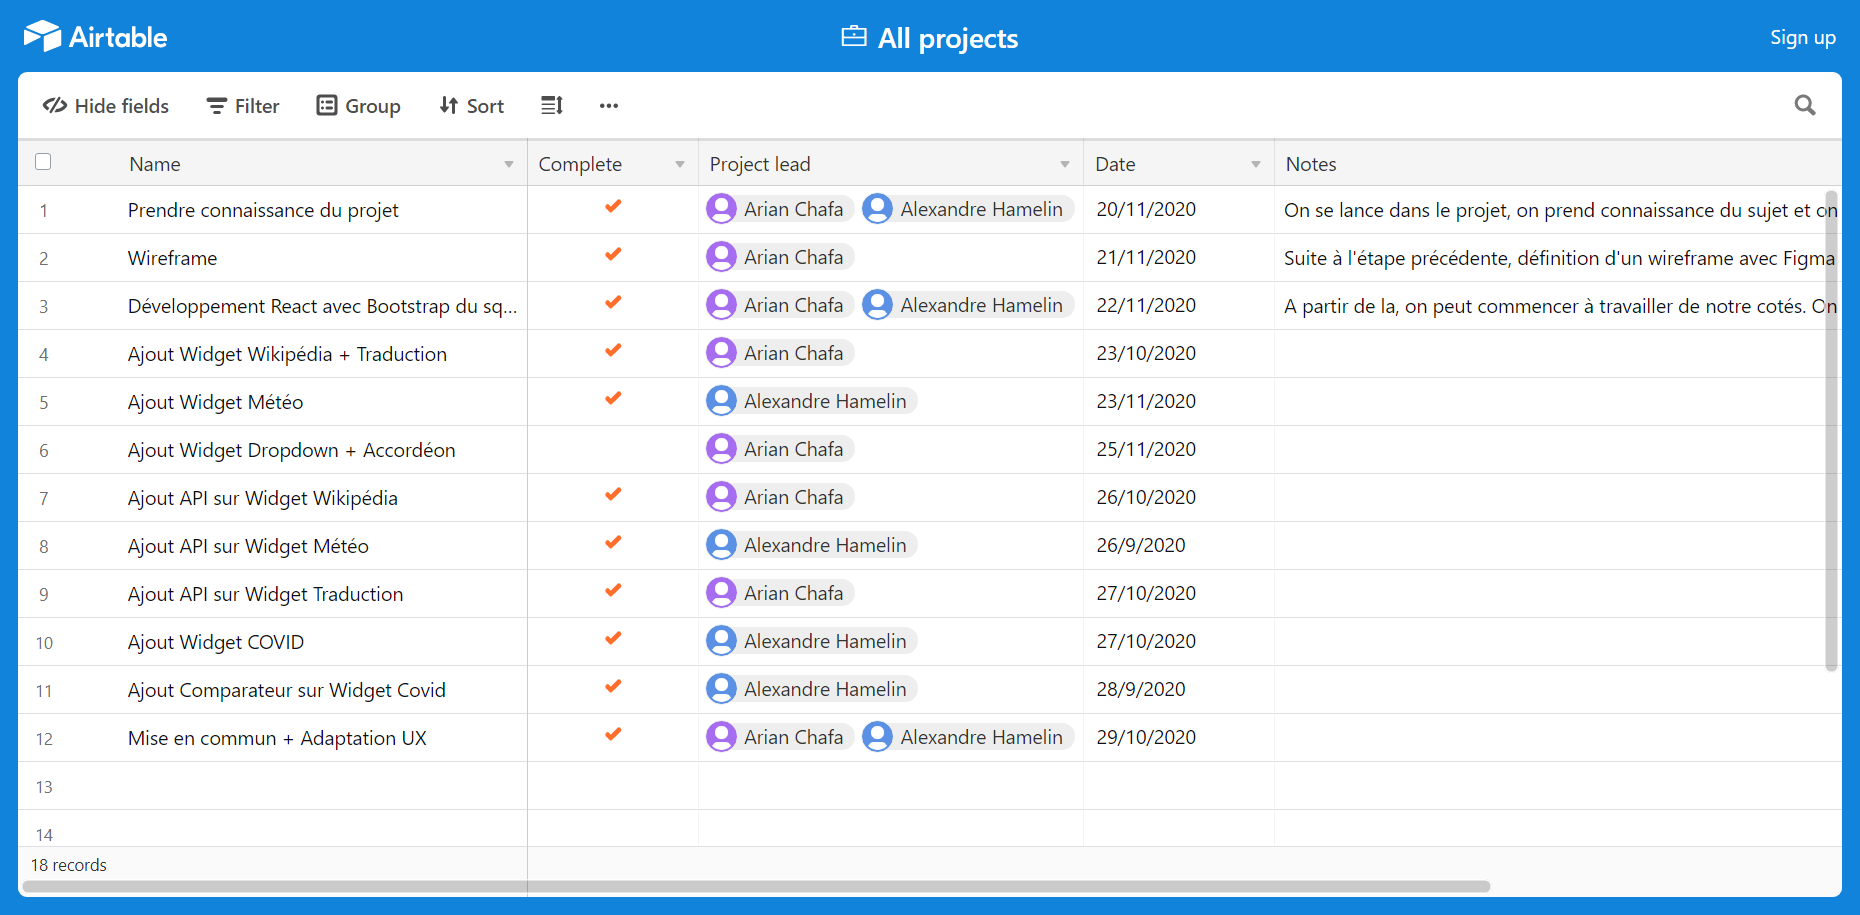 Airtable
All projects
Sign up
Hide fields Filter Group Sort
Name Complete Project lead Date Notes
1 Prendre connaissance du projet Arian Chafa Alexandre Hamelin 20/11/2020 On se lance dans le projet, on prend connaissance du sujet et on
2 Wireframe Arian Chafa 21/11/2020 Suite à l'étape précédente, définition d'un wireframe avec Figma
3 Développement React avec Bootstrap du sq... Arian Chafa Alexandre Hamelin 22/11/2020 A partir de la, on peut commencer à travailler de notre cotés. On
4 Ajout Widget Wikipédia + Traduction Arian Chafa 23/10/2020
5 Ajout Widget Météo Alexandre Hamelin 23/11/2020
6 Ajout Widget Dropdown + Accordéon Arian Chafa 25/11/2020
7 Ajout API sur Widget Wikipédia Arian Chafa 26/10/2020
8 Ajout API sur Widget Météo Alexandre Hamelin 26/9/2020
9 Ajout API sur Widget Traduction Arian Chafa 27/10/2020
10 Ajout Widget COVID Alexandre Hamelin 27/10/2020
11 Ajout Comparateur sur Widget Covid Alexandre Hamelin 28/9/2020
12 Mise en commun + Adaptation UX Arian Chafa Alexandre Hamelin 29/10/2020
13
14
18 records